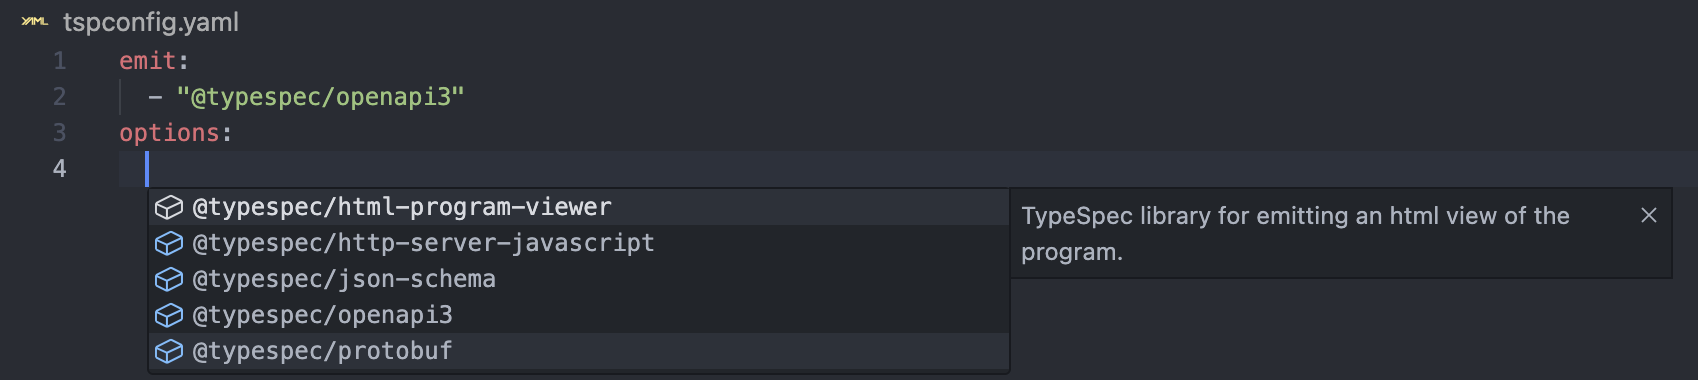 YAML tspconfig.yaml
1 emit:
2 - "@typespec/openapi3"
3 options:
4
@typespec/html-program-viewer
@typespec/http-server-javascript
@typespec/json-schema
@typespec/openapi3
@typespec/protobuf
TypeSpec library for emitting an html view of the
program.